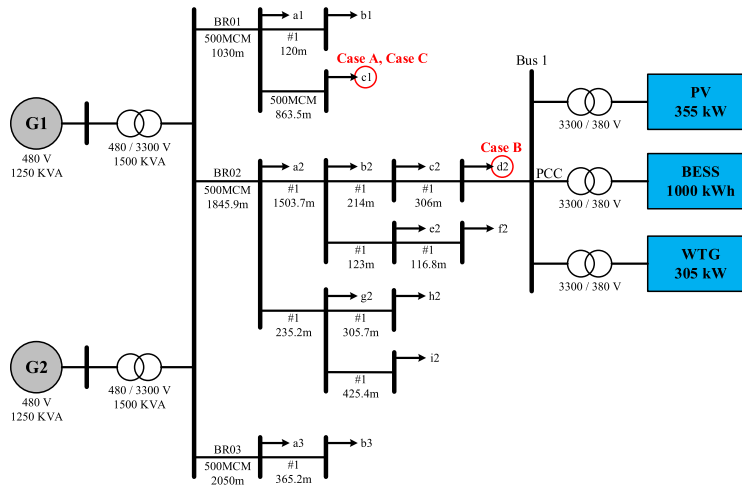 G1
480 V
1250 KVA
480 / 3300 V
1500 KVA
G2
480 V
1250 KVA
480 / 3300 V
1500 KVA
BR01
500MCM
1030m
a1
#1
120m
b1
Case A, Case C
c1
500MCM
863.5m
BR02
500MCM
1845.9m
a2
#1
1503.7m
b2
#1
214m
c2
#1
306m
Case B
d2
#1
123m
e2
#1
116.8m
f2
#1
235.2m
g2
#1
305.7m
h2
#1
425.4m
i2
BR03
500MCM
2050m
a3
#1
365.2m
b3
Bus 1
PCC
3300 / 380 V
PV
355 kW
3300 / 380 V
BESS
1000 kWh
3300 / 380 V
WTG
305 kW